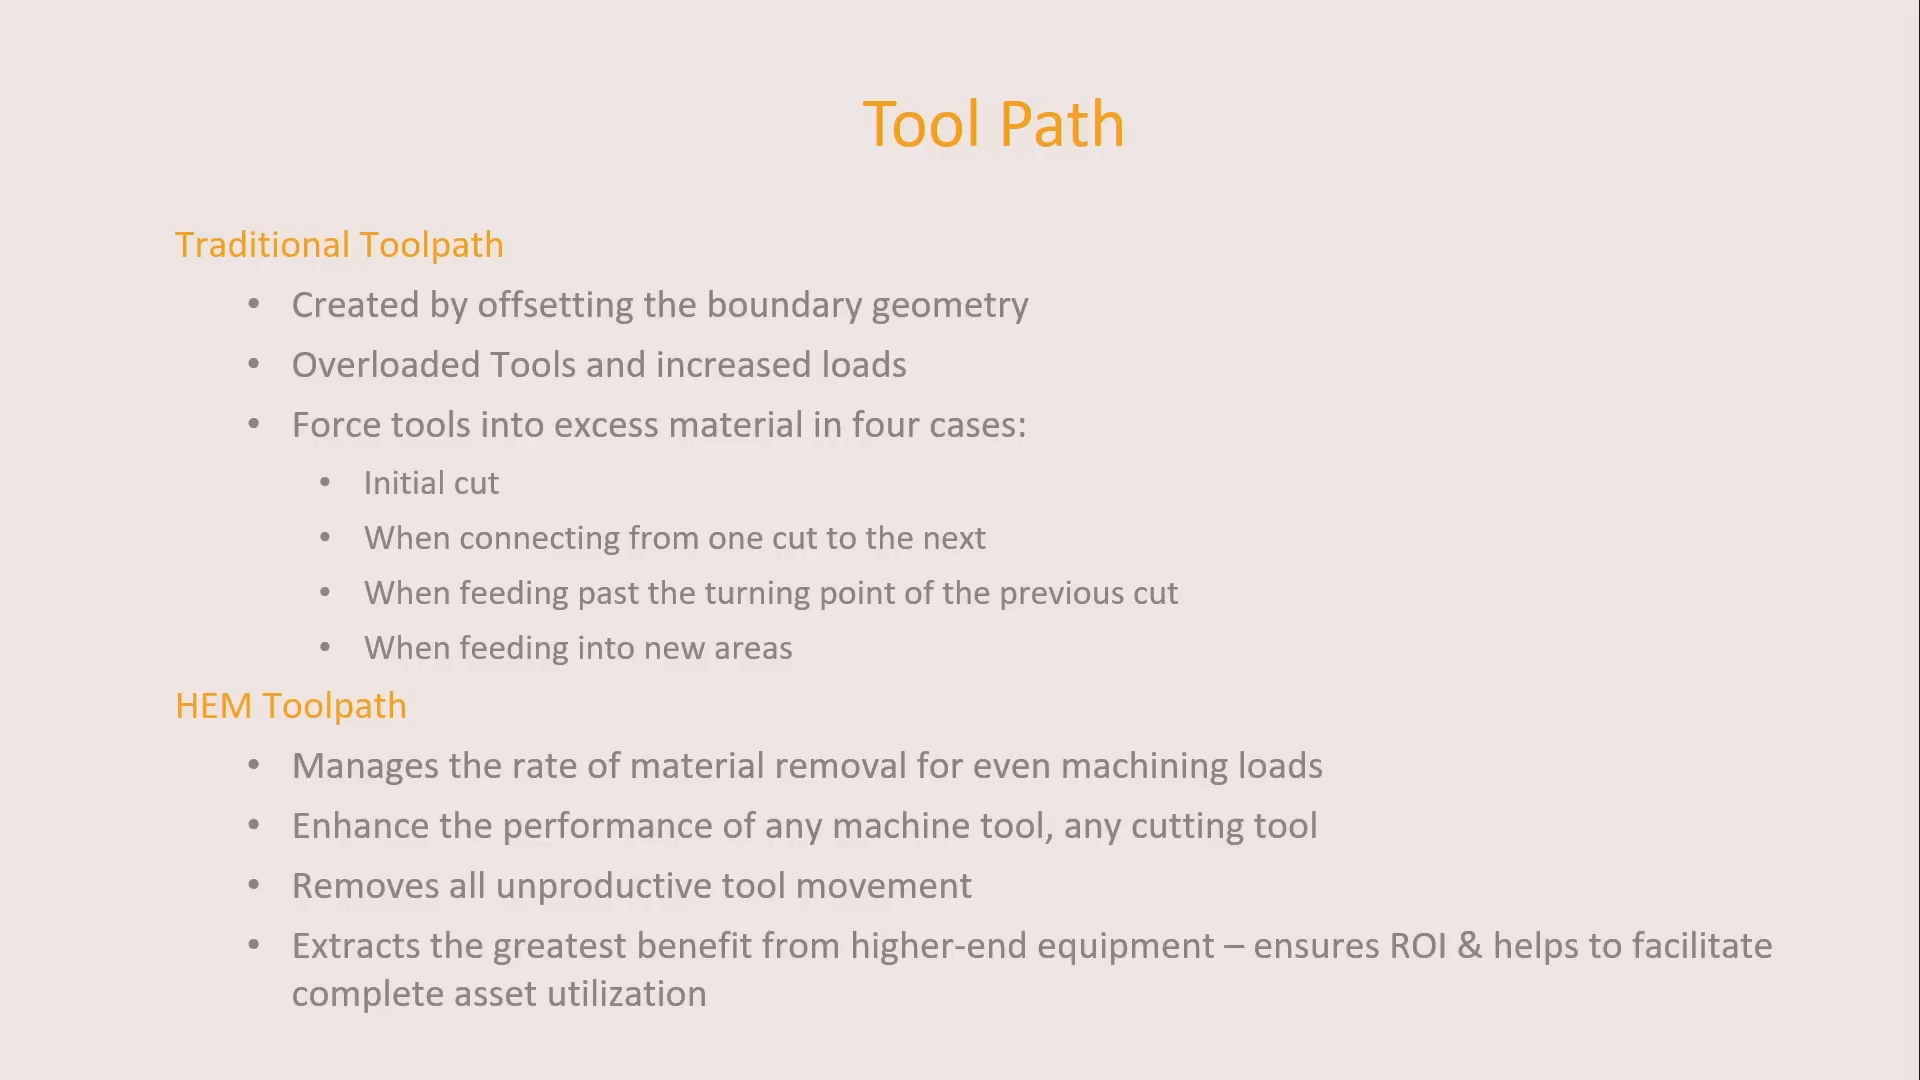 Tool Path
Traditional Toolpath
• Created by offsetting the boundary geometry
• Overloaded Tools and increased loads
• Force tools into excess material in four cases:
• Initial cut
• When connecting from one cut to the next
• When feeding past the turning point of the previous cut
• When feeding into new areas
HEM Toolpath
• Manages the rate of material removal for even machining loads
• Enhance the performance of any machine tool, any cutting tool
• Removes all unproductive tool movement
• Extracts the greatest benefit from higher-end equipment – ensures ROI & helps to facilitate
complete asset utilization